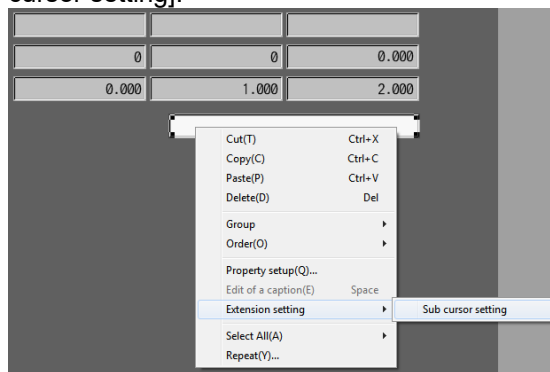 cursor setting].
0 0 0.000
0.000 1.000 2.000
Cut(T) Ctrl+X
Copy(C) Ctrl+C
Paste(P) Ctrl+V
Delete(D) Del
Group
Order(O)
Property setup(Q)...
Edit of a caption(E) Space
Extension setting Sub cursor setting
Select All(A)
Repeat(Y)...